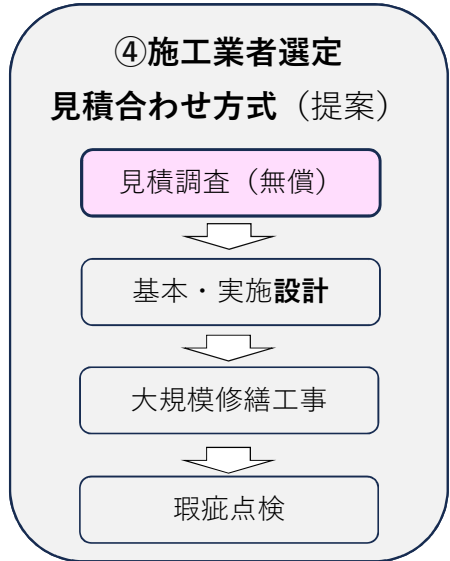 ④施工業者選定
見積合わせ方式（提案）
見積調査（無償）
基本・実施設計
大規模修繕工事
瑕疵点検